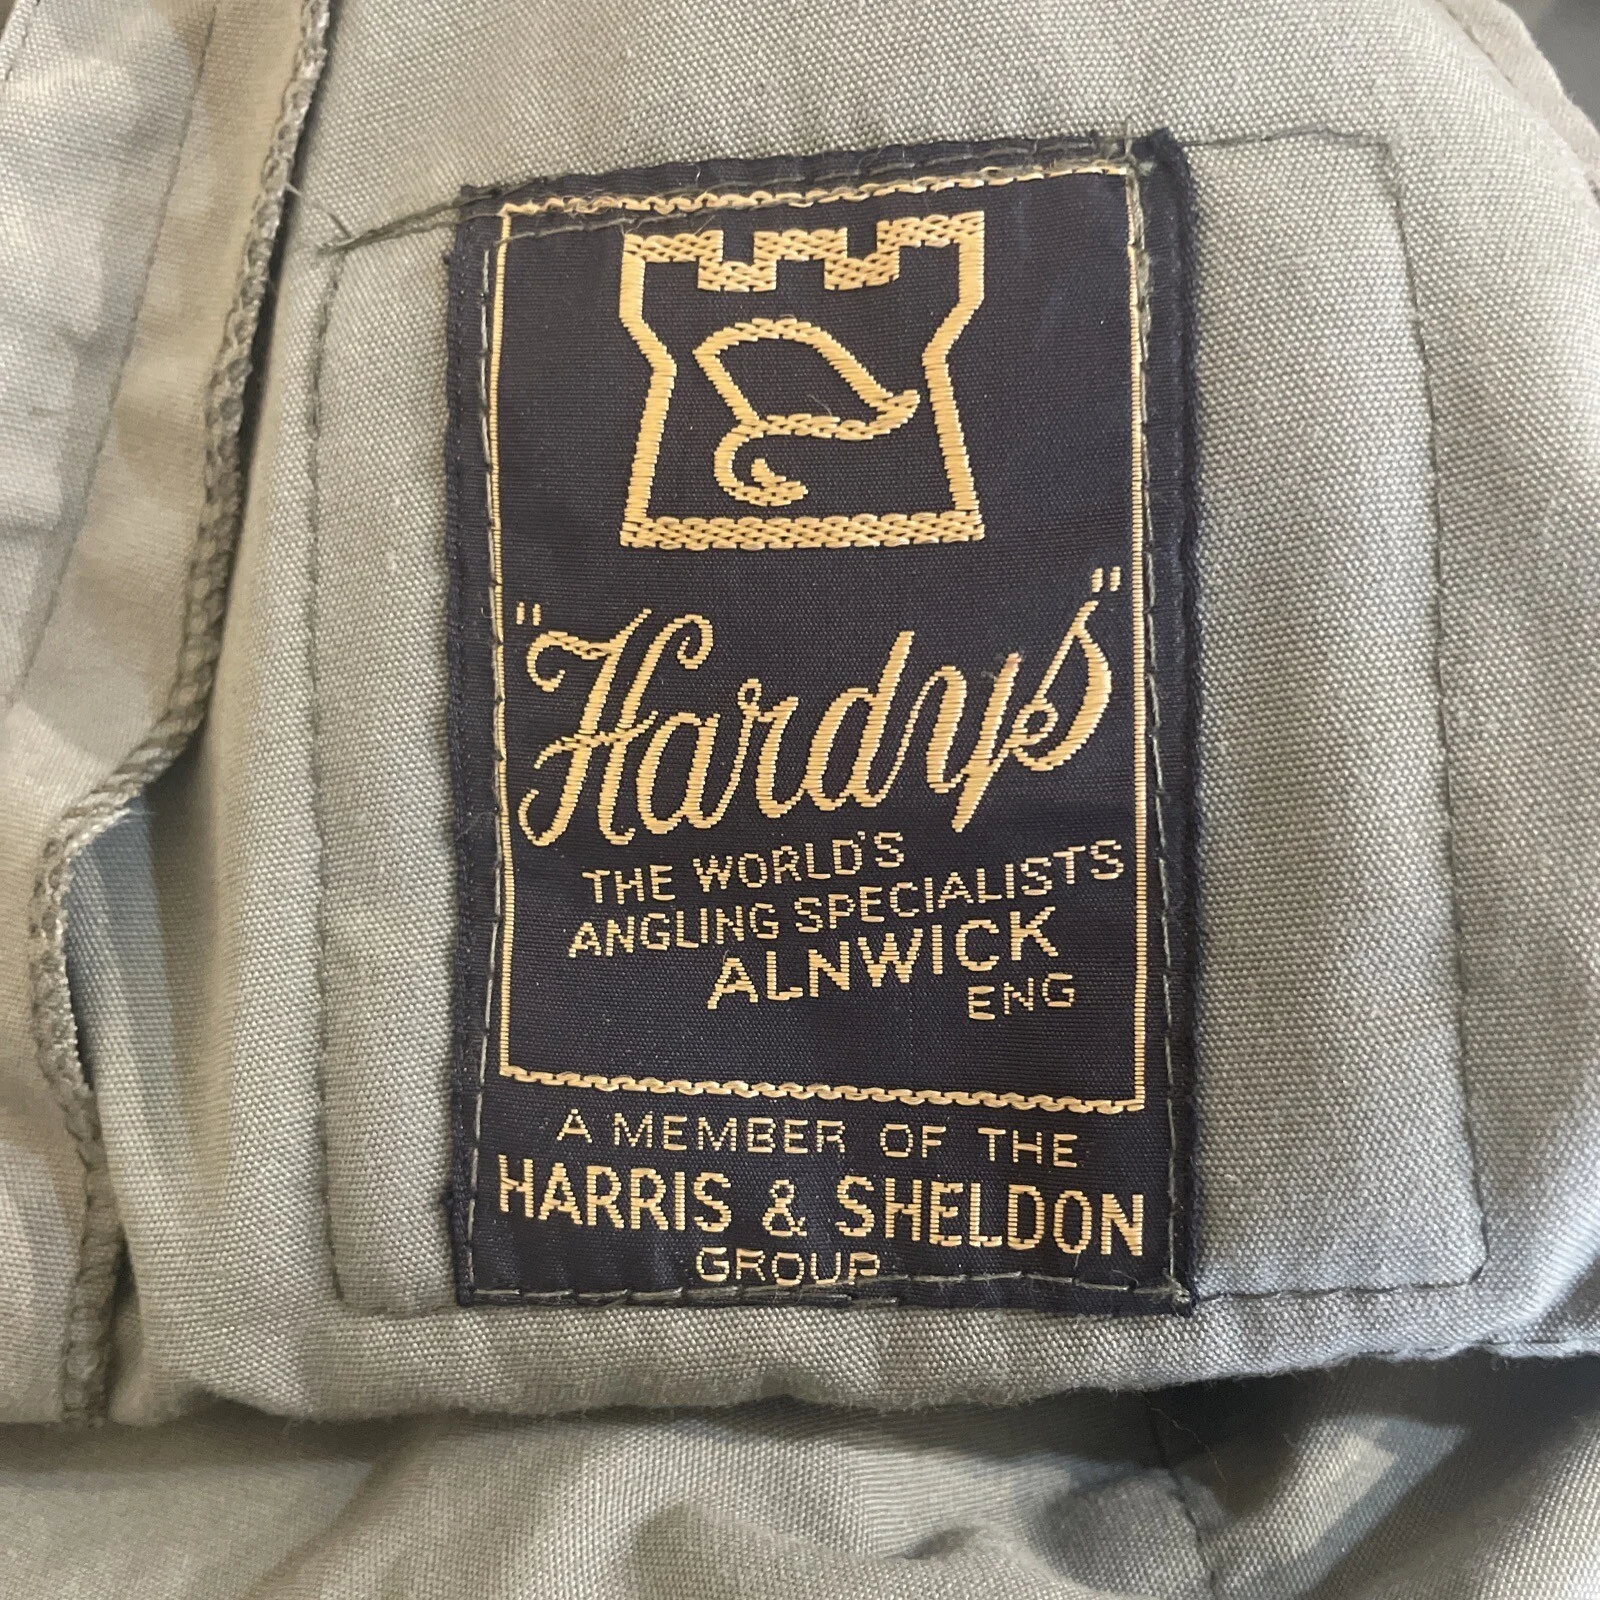 "Hardys"
THE WORLD'S
ANGLING SPECIALISTS
ALNWICK
ENG
A MEMBER OF THE
HARRIS & SHELDON
GROUP